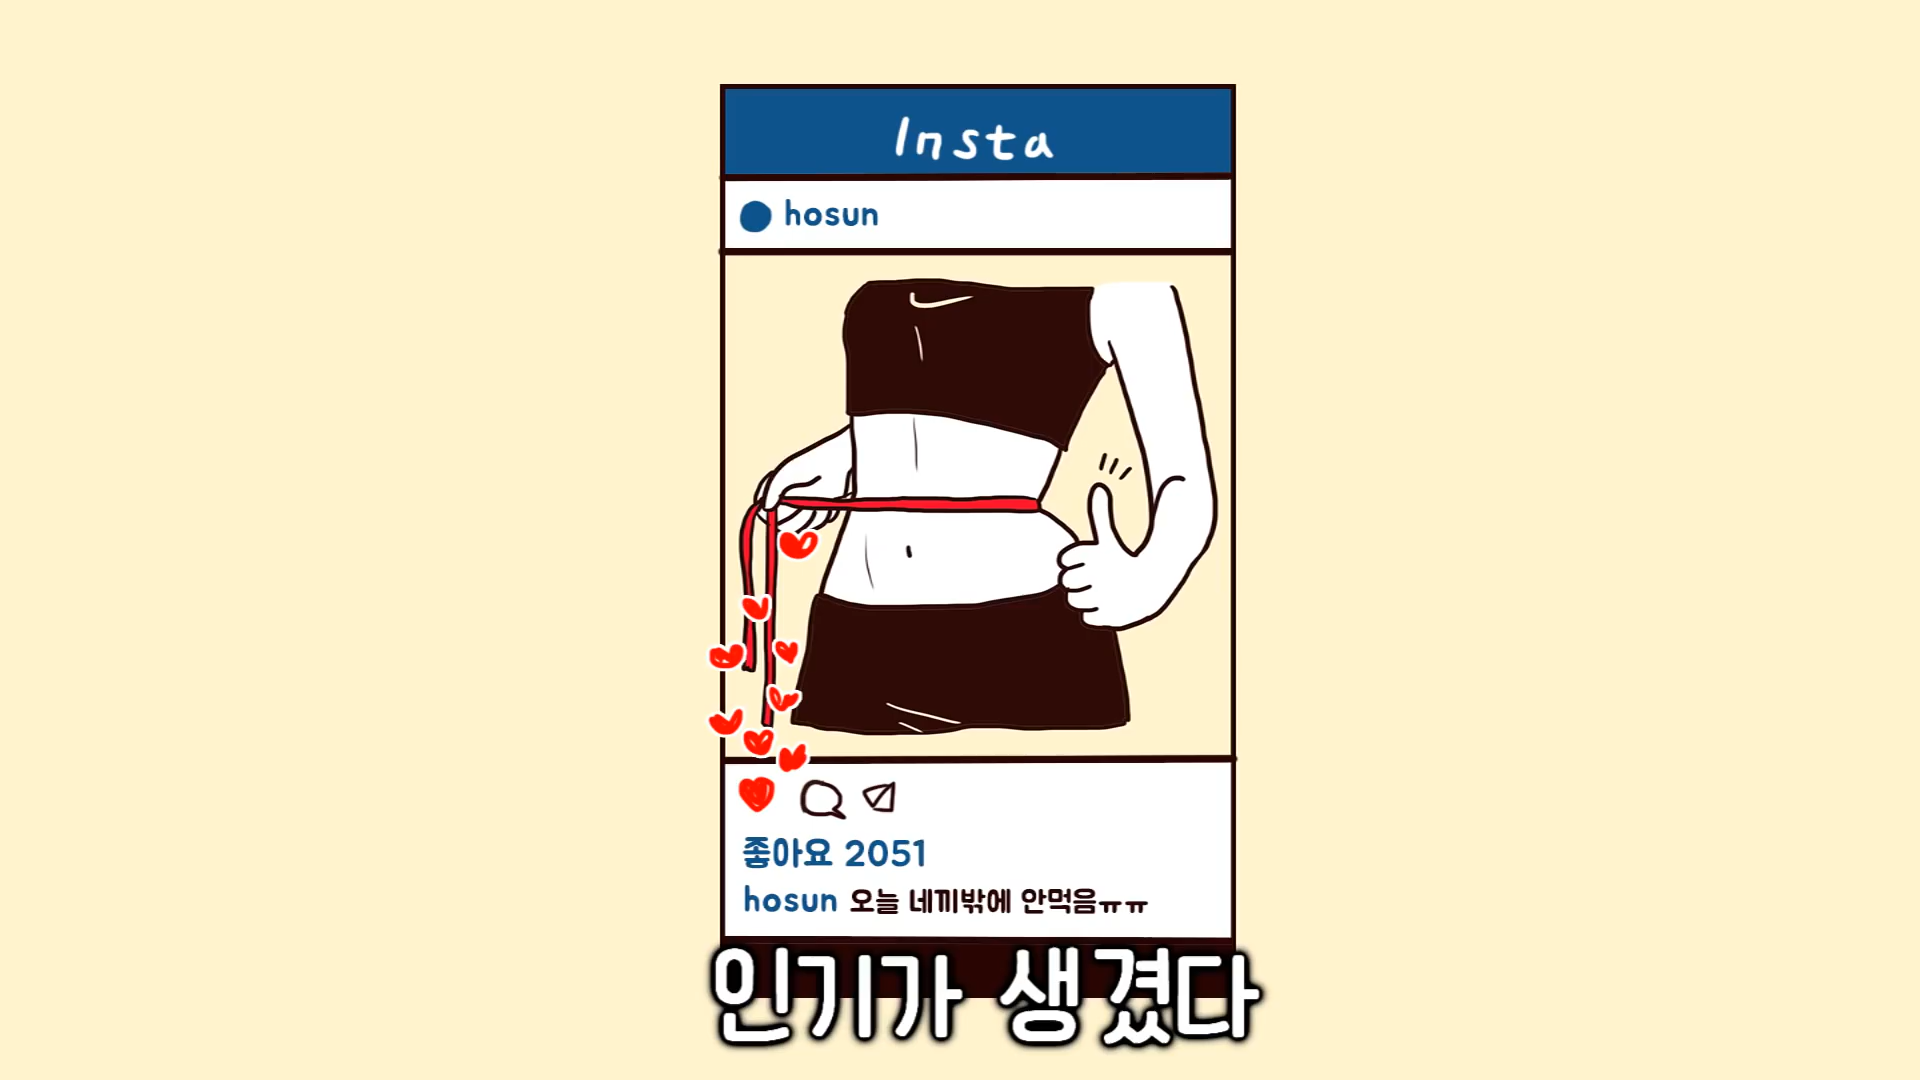 Insta
hosun
좋아요 2051
hosun 오늘 네끼밖에 안먹음ㅠㅠ
인기가 생겼다